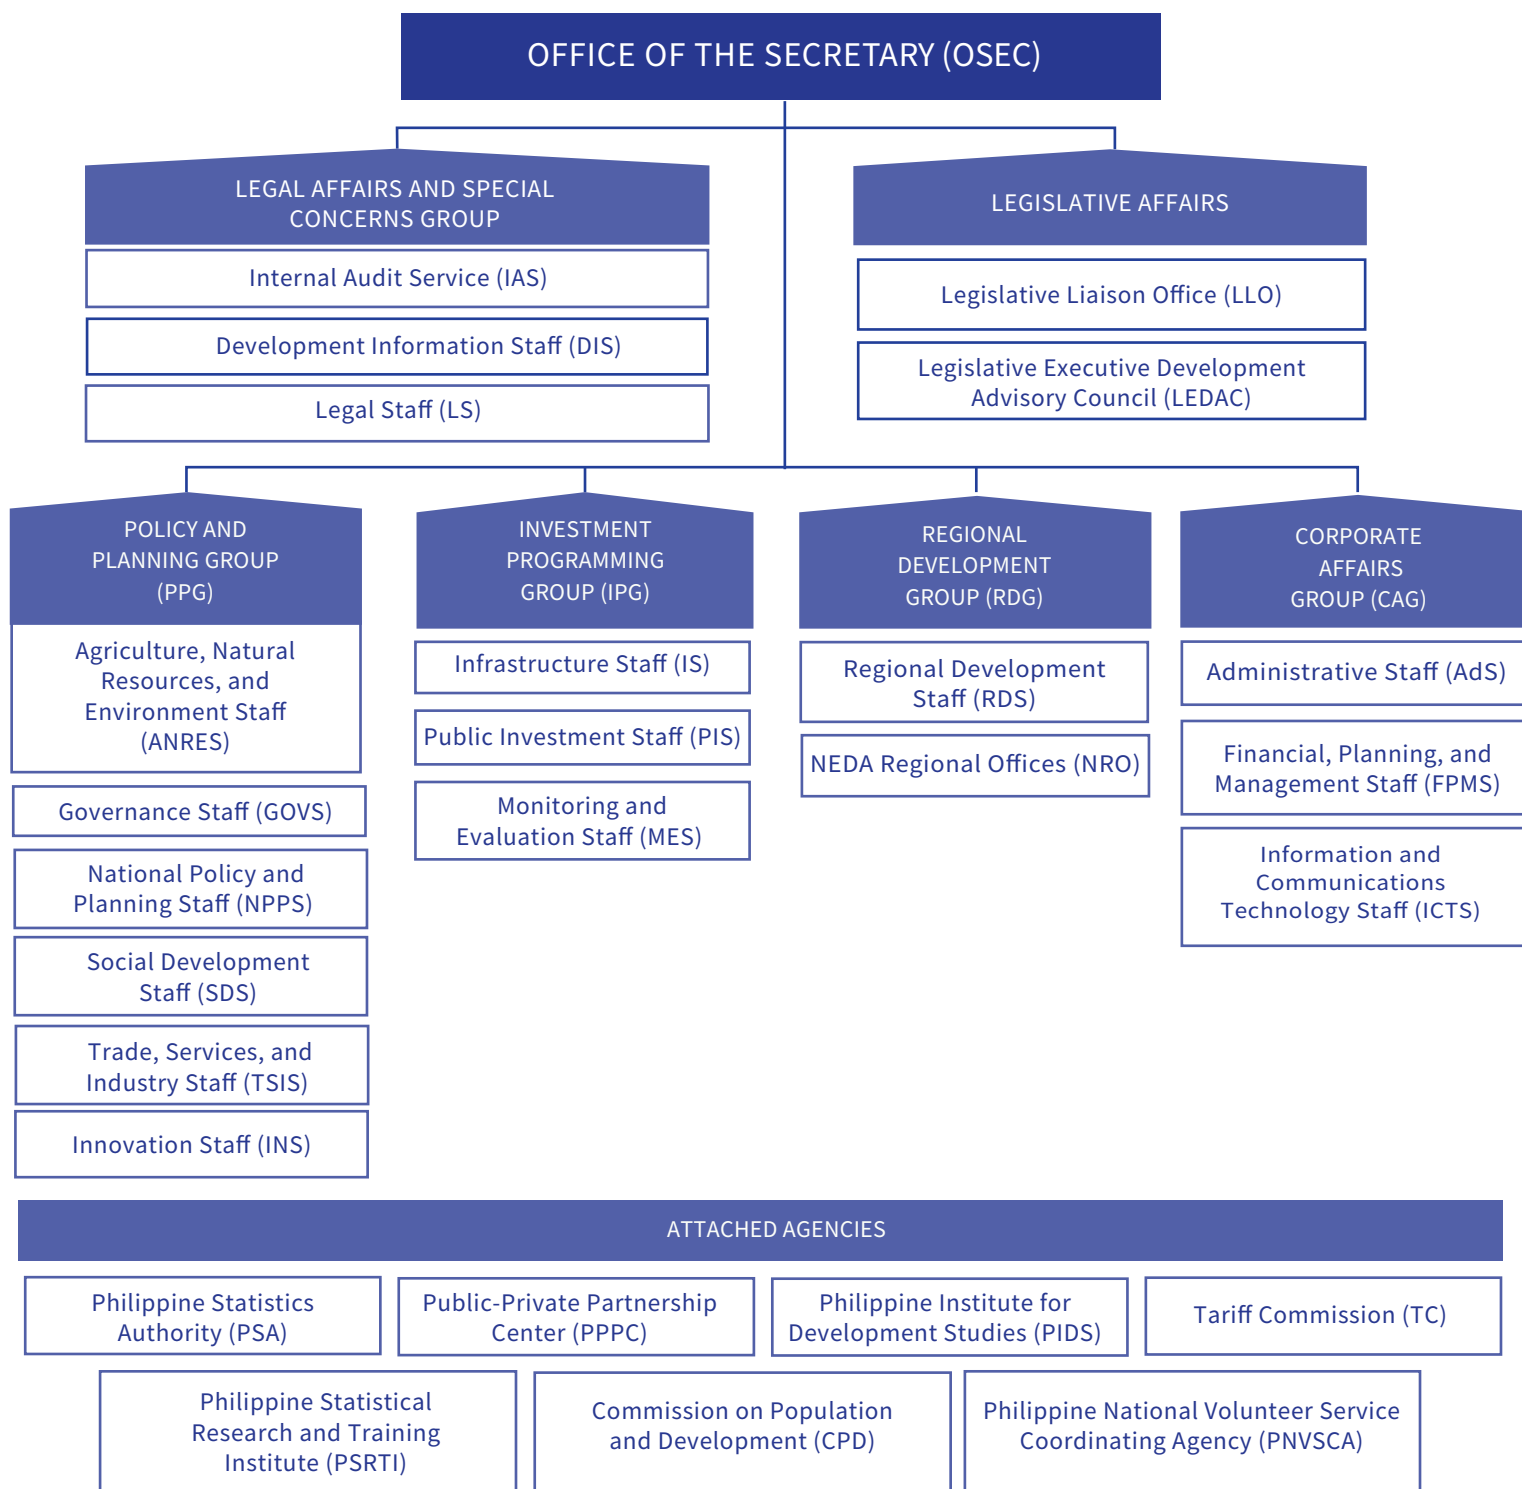 OFFICE OF THE SECRETARY (OSEC)
LEGAL AFFAIRS AND SPECIAL
CONCERNS GROUP
Internal Audit Service (IAS)
Development Information Staff (DIS)
Legal Staff (LS)
LEGISLATIVE AFFAIRS
Legislative Liaison Office (LLO)
Legislative Executive Development
Advisory Council (LEDAC)
POLICY AND
PLANNING GROUP
(PPG)
Agriculture, Natural
Resources, and
Environment Staff
(ANRES)
Governance Staff (GOVS)
National Policy and
Planning Staff (NPPS)
Social Development
Staff (SDS)
Trade, Services, and
Industry Staff (TSIS)
Innovation Staff (INS)
INVESTMENT
PROGRAMMING
GROUP (IPG)
Infrastructure Staff (IS)
Public Investment Staff (PIS)
Monitoring and
Evaluation Staff (MES)
REGIONAL
DEVELOPMENT
GROUP (RDG)
Regional Development
Staff (RDS)
NEDA Regional Offices (NRO)
CORPORATE
AFFAIRS
GROUP (CAG)
Administrative Staff (AdS)
Financial, Planning, and
Management Staff (FPMS)
Information and
Communications
Technology Staff (ICTS)
ATTACHED AGENCIES
Philippine Statistics
Authority (PSA)
Public-Private Partnership
Center (PPPC)
Philippine Institute for
Development Studies (PIDS)
Tariff Commission (TC)
Philippine Statistical
Research and Training
Institute (PSRTI)
Commission on Population
and Development (CPD)
Philippine National Volunteer Service
Coordinating Agency (PNVSCA)